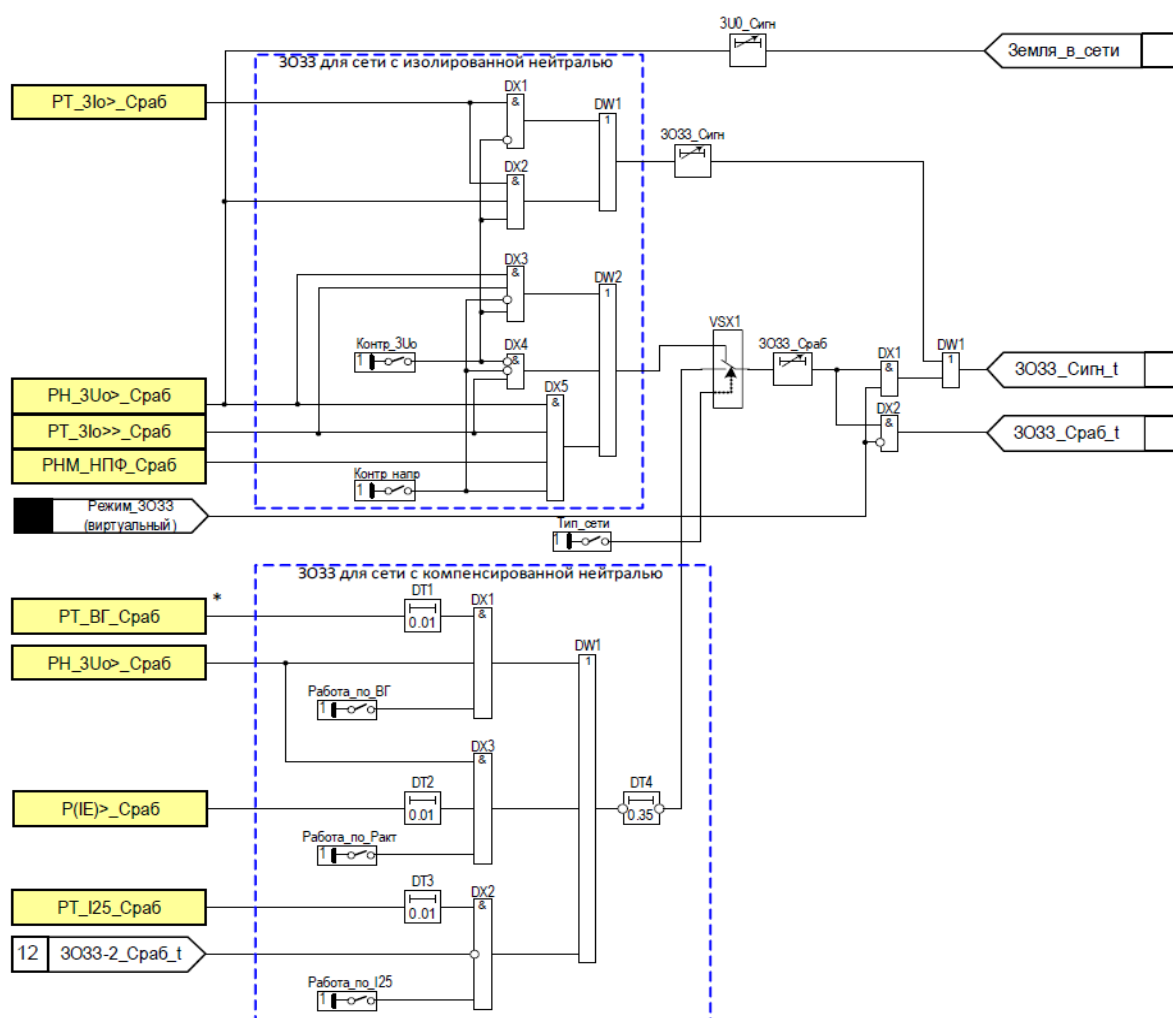 3U0_Сигн
Земля_в_сети
ЗОЗЗ для сети с изолированной нейтралью
РТ_3Io>_Сраб
DX1
&
DW1
1
ЗОЗЗ_Сигн
DX2
&
DX3
&
DW2
1
VSX1
Контр_3Uo
1
DX4
&
ЗОЗЗ_Сраб
DX1
&
DW1
1
ЗОЗЗ_Сигн_t
РН_3Uo>_Сраб
DX5
&
DX2
&
РТ_3Io>>_Сраб
ЗОЗЗ_Сраб_t
РНМ_НПФ_Сраб
Контр_напр
1
Режим_ЗОЗЗ
(виртуальный)
Тип_сети
1
ЗОЗЗ для сети с компенсированной нейтралью
РТ_ВГ_Сраб
*
DT1
0.01
DX1
&
РН_3Uo>_Сраб
DW1
1
Работа_по_ВГ
1
DX3
&
P(IE)>_Сраб
DT2
0.01
DT4
0.35
Работа_по_Ракт
1
РТ_I25_Сраб
DT3
0.01
DX2
&
12
ЗОЗЗ-2_Сраб_t
Работа_по_I25
1